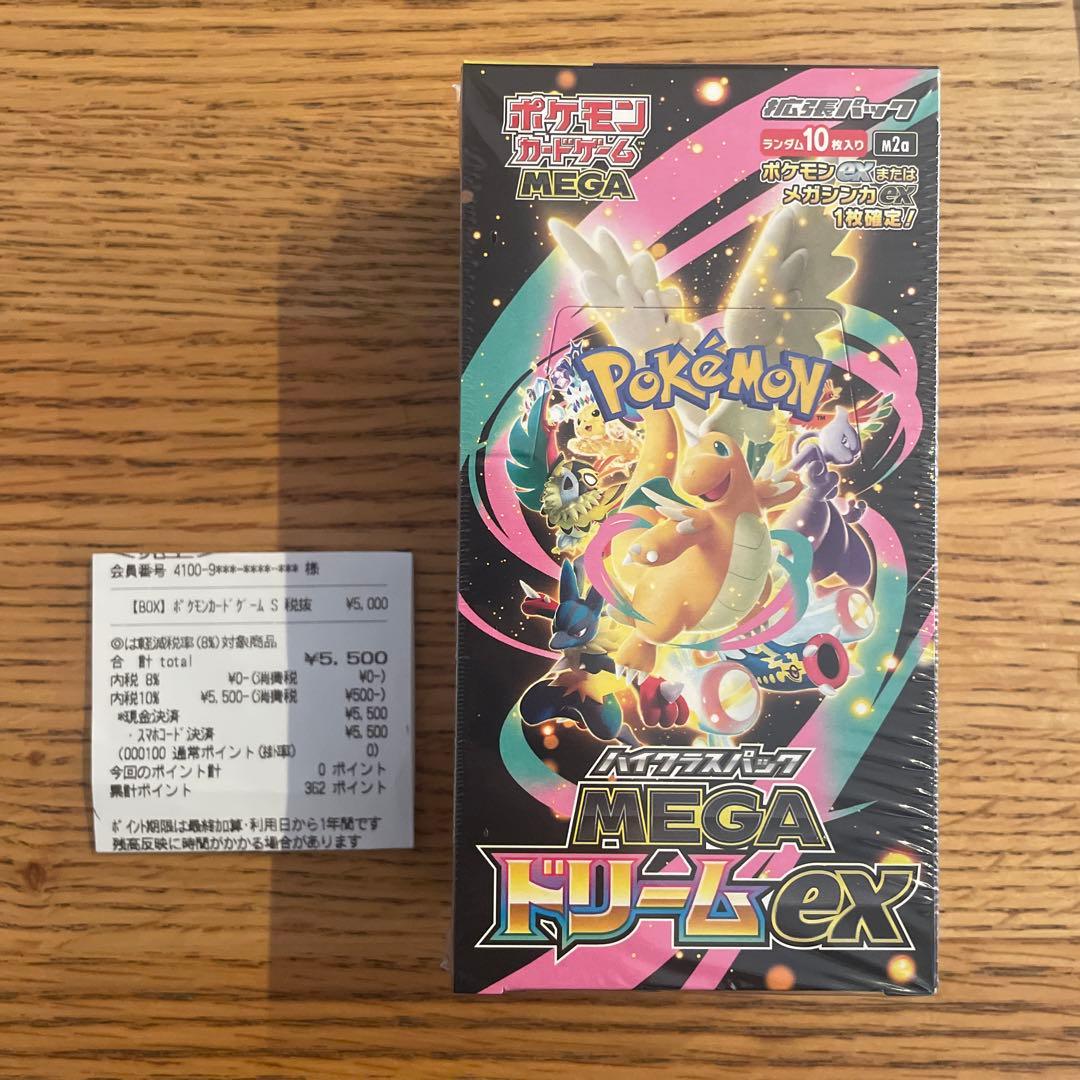 会員番号 4100-9***-****-*** 様
【BOX】ポケモンカードゲーム S 税抜 ¥5,000
◎は軽減税率(8%)対象商品
合 計 total ¥5,500
内税 8% ¥0-(消費税 ¥0-)
内税10% ¥5,500-(消費税 ¥500-)
*現金決済 ¥5,500
・スマホコード決済 ¥5,500
(000100 通常ポイント(掛率) 0)
今回のポイント計 0 ポイント
累計ポイント 362 ポイント
ポイント期限は最終加算・利用日から1年間です
残高反映に時間がかかる場合があります
ポケモン
カードゲーム™
MEGA
拡張パック
ランダム10枚入り M2a
ポケモンexまたは
メガシンカex
1枚確定!
POKéMON™
ハイクラスパック
MEGA
ドリームex